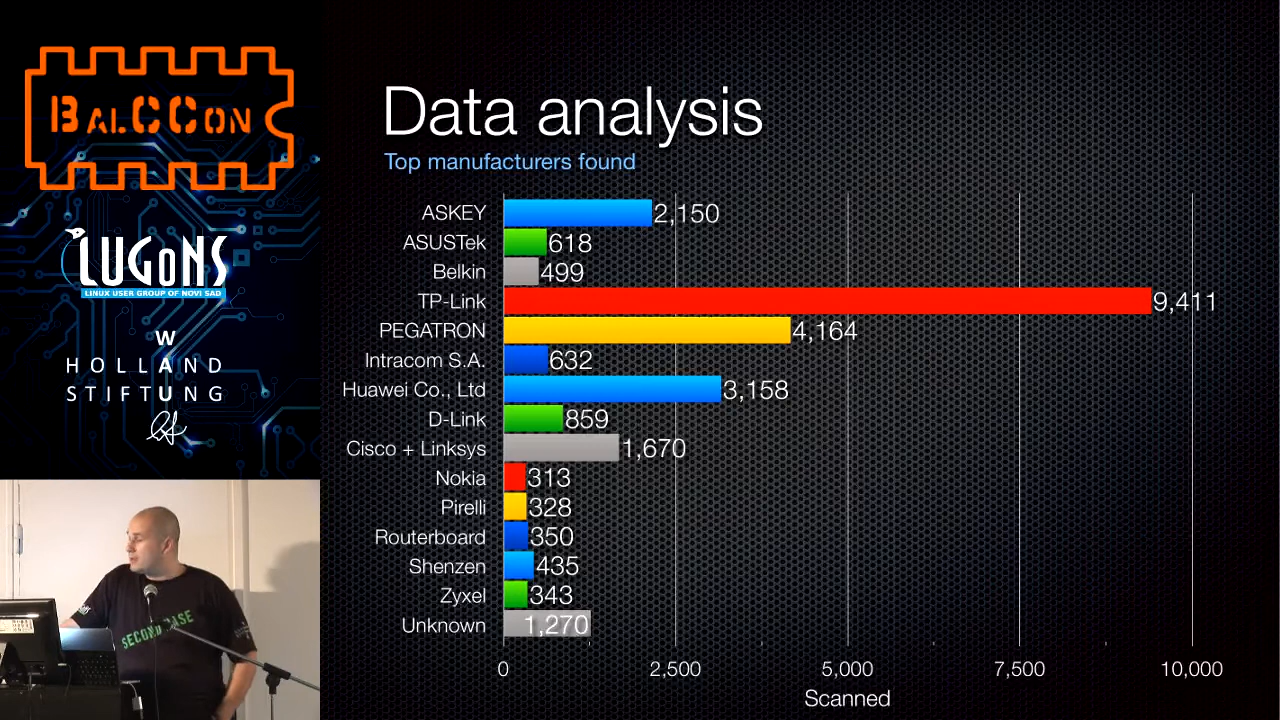 BALCCON
LUGoNS
LINUX USER GROUP OF NOVI SAD
W
HOLLAND
STIFTUNG
SECOND BASE
Data analysis
Top manufacturers found
ASKEY 2,150
ASUSTek 618
Belkin 499
TP-Link 9,411
PEGATRON 4,164
Intracom S.A. 632
Huawei Co., Ltd 3,158
D-Link 859
Cisco + Linksys 1,670
Nokia 313
Pirelli 328
Routerboard 350
Shenzen 435
Zyxel 343
Unknown 1,270
0 2,500 5,000 7,500 10,000
Scanned